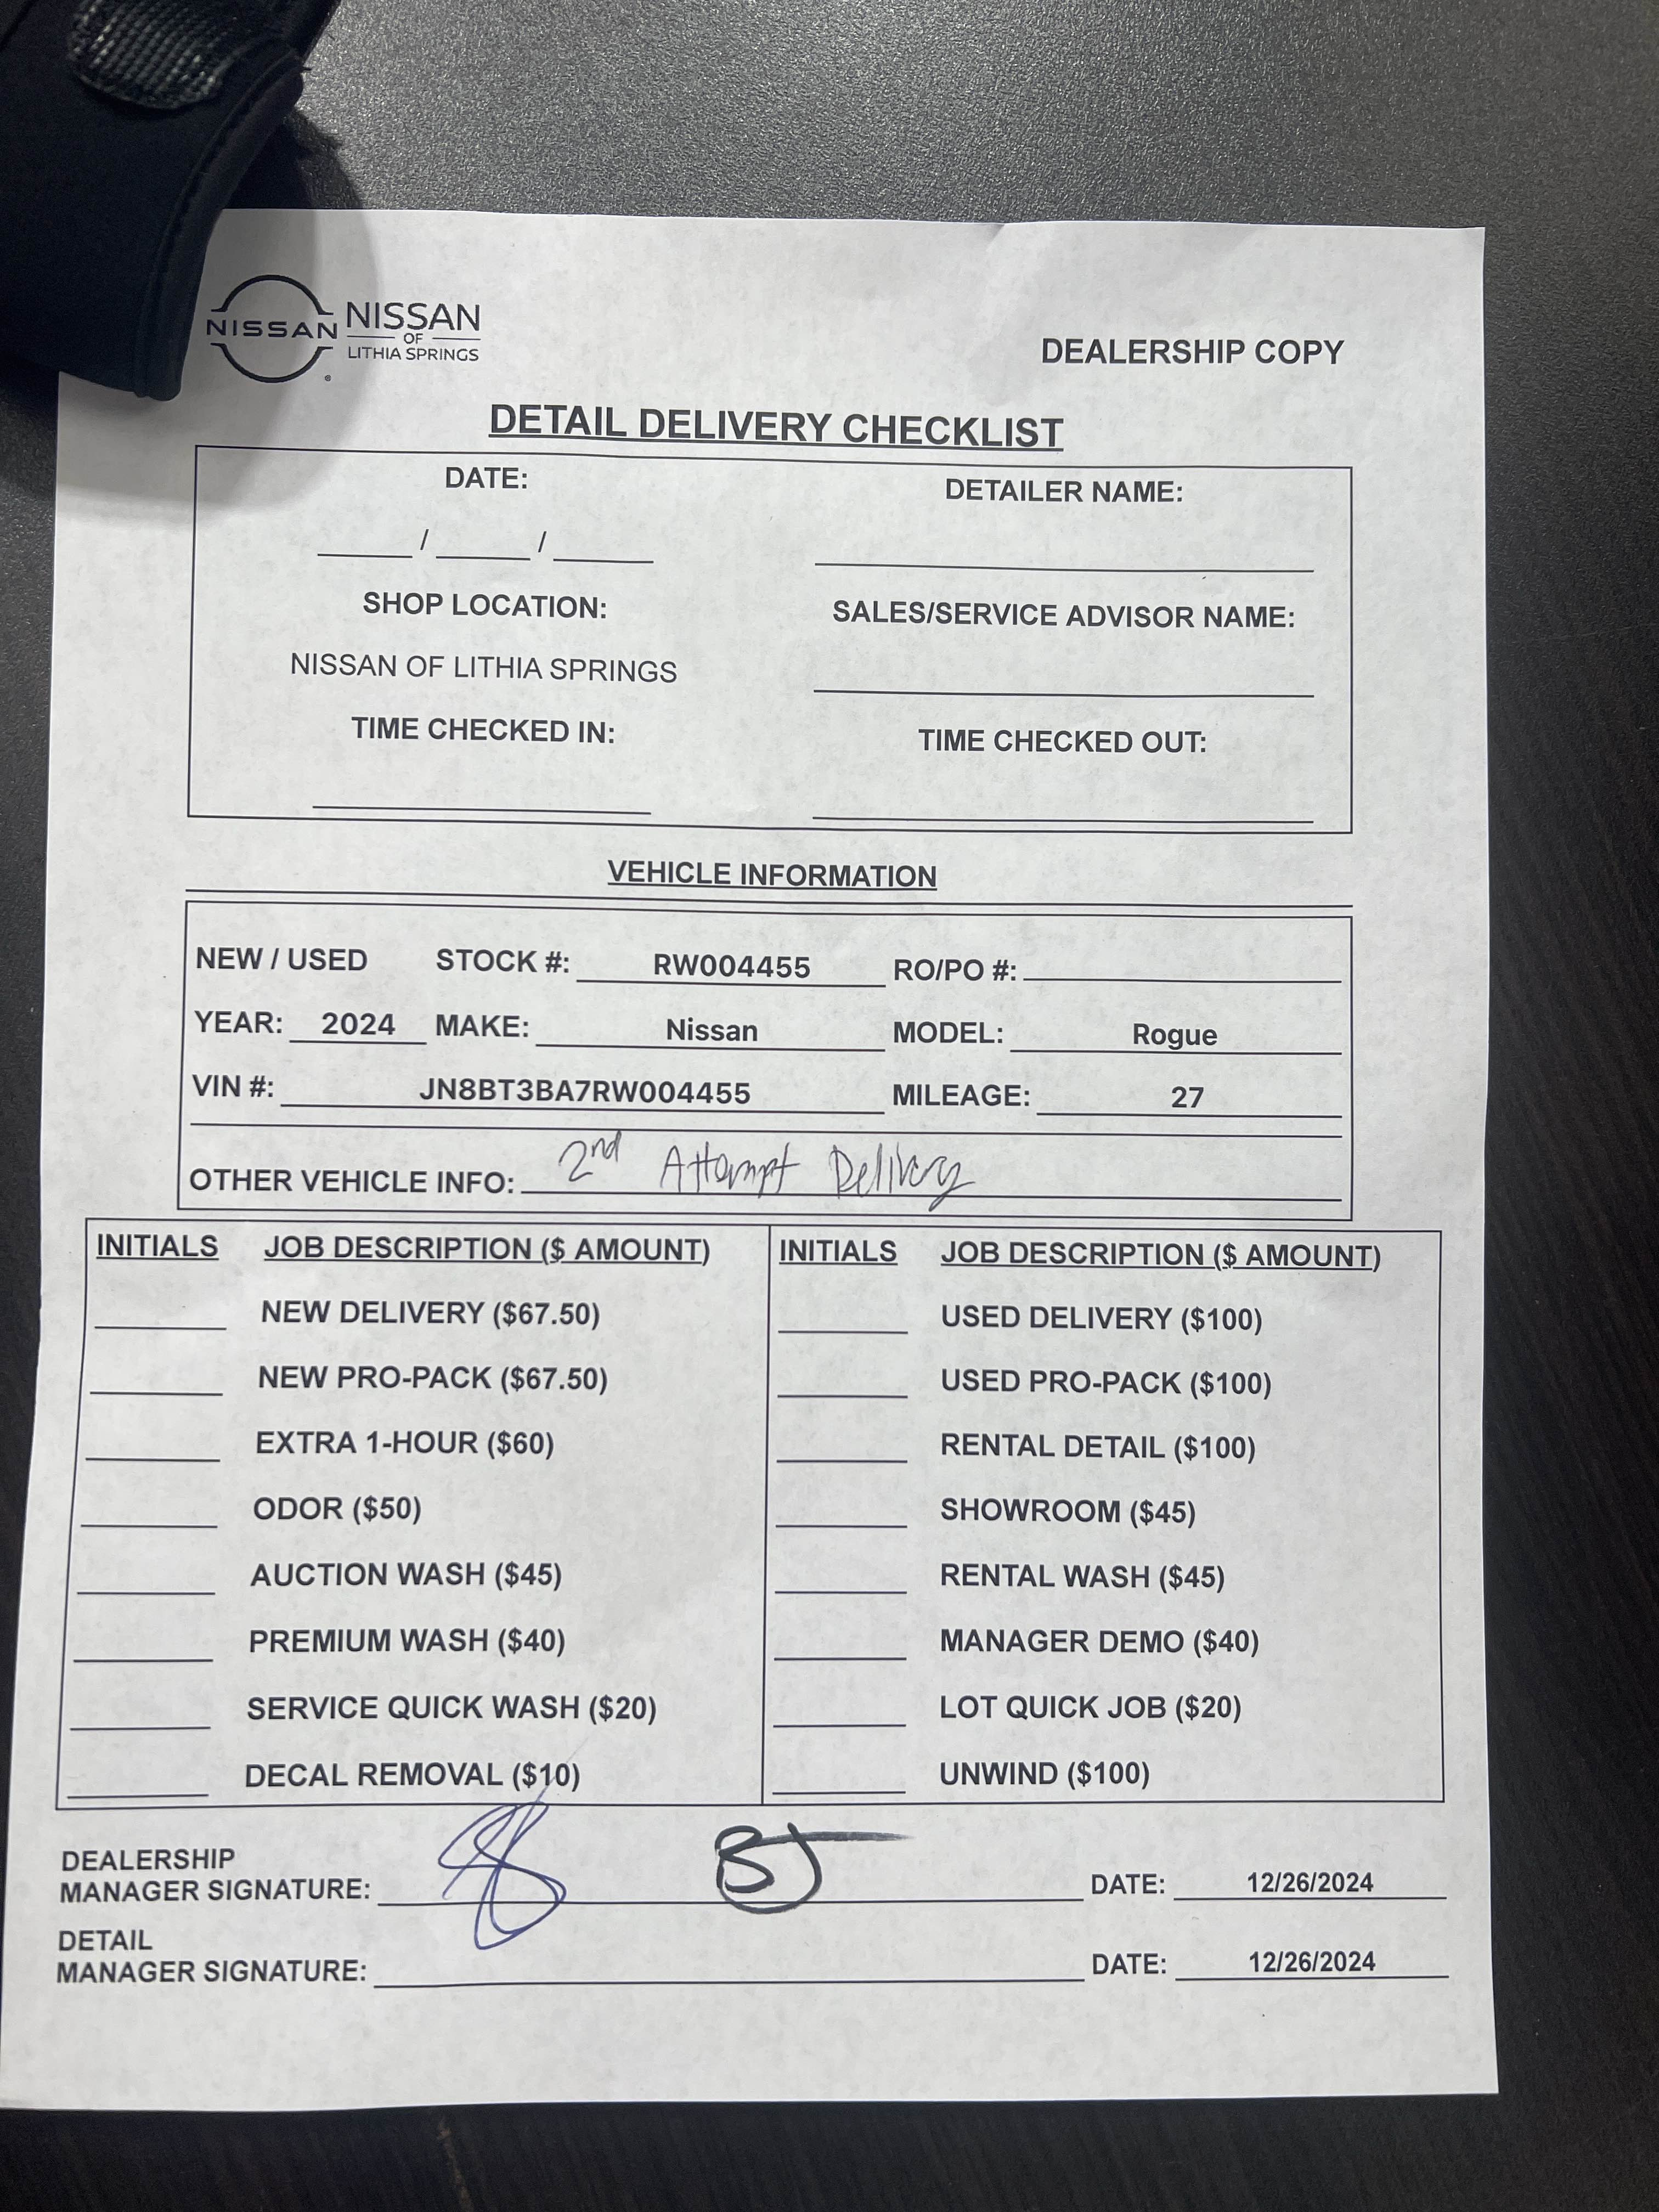 NISSAN
NISSAN
OF
LITHIA SPRINGS
®
DEALERSHIP COPY
DETAIL DELIVERY CHECKLIST
DATE: DETAILER NAME:
____ / ____ / ____
SHOP LOCATION: SALES/SERVICE ADVISOR NAME:
NISSAN OF LITHIA SPRINGS
TIME CHECKED IN: TIME CHECKED OUT:
VEHICLE INFORMATION
NEW / USED STOCK #: RW004455 RO/PO #:
YEAR: 2024 MAKE: Nissan MODEL: Rogue
VIN #: JN8BT3BA7RW004455 MILEAGE: 27
OTHER VEHICLE INFO: 2nd Attempt Delivery
INITIALS JOB DESCRIPTION ($ AMOUNT) INITIALS JOB DESCRIPTION ($ AMOUNT)
NEW DELIVERY ($67.50) USED DELIVERY ($100)
NEW PRO-PACK ($67.50) USED PRO-PACK ($100)
EXTRA 1-HOUR ($60) RENTAL DETAIL ($100)
ODOR ($50) SHOWROOM ($45)
AUCTION WASH ($45) RENTAL WASH ($45)
PREMIUM WASH ($40) MANAGER DEMO ($40)
SERVICE QUICK WASH ($20) LOT QUICK JOB ($20)
DECAL REMOVAL ($10) UNWIND ($100)
DEALERSHIP
MANAGER SIGNATURE: BJ DATE: 12/26/2024
DETAIL
MANAGER SIGNATURE: DATE: 12/26/2024